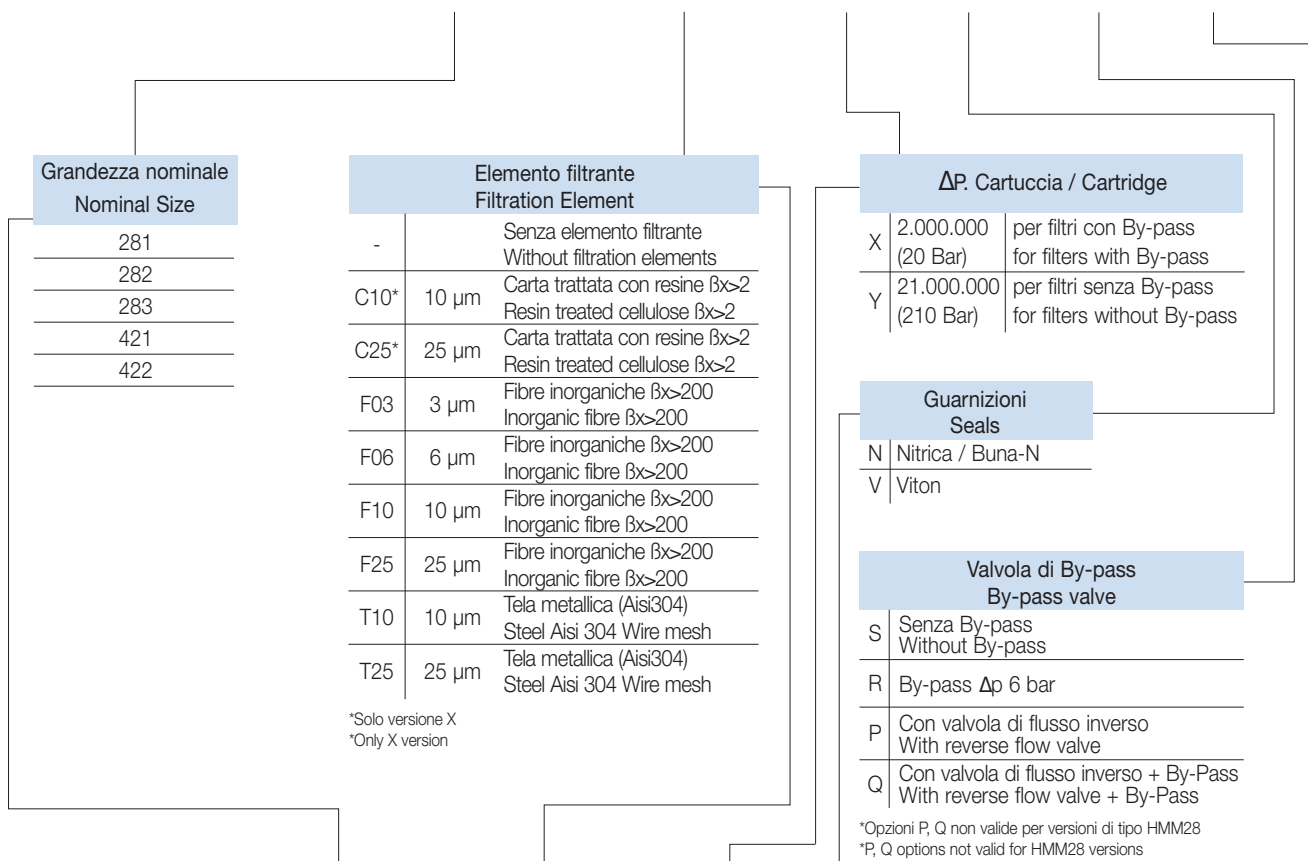 Grandezza nominale
Nominal Size
281
282
283
421
422
Elemento filtrante
Filtration Element
- Senza elemento filtrante
Without filtration elements
C10* 10 µm Carta trattata con resine ßx>2
Resin treated cellulose ßx>2
C25* 25 µm Carta trattata con resine ßx>2
Resin treated cellulose ßx>2
F03 3 µm Fibre inorganiche ßx>200
Inorganic fibre ßx>200
F06 6 µm Fibre inorganiche ßx>200
Inorganic fibre ßx>200
F10 10 µm Fibre inorganiche ßx>200
Inorganic fibre ßx>200
F25 25 µm Fibre inorganiche ßx>200
Inorganic fibre ßx>200
T10 10 µm Tela metallica (Aisi304)
Steel Aisi 304 Wire mesh
T25 25 µm Tela metallica (Aisi304)
Steel Aisi 304 Wire mesh
*Solo versione X
*Only X version
ΔP. Cartuccia / Cartridge
X 2.000.000 per filtri con By-pass
(20 Bar) for filters with By-pass
Y 21.000.000 per filtri senza By-pass
(210 Bar) for filters without By-pass
Guarnizioni
Seals
N Nitrica / Buna-N
V Viton
Valvola di By-pass
By-pass valve
S Senza By-pass
Without By-pass
R By-pass Δp 6 bar
P Con valvola di flusso inverso
With reverse flow valve
Q Con valvola di flusso inverso + By-Pass
With reverse flow valve + By-Pass
*Opzioni P, Q non valide per versioni di tipo HMM28
*P, Q options not valid for HMM28 versions